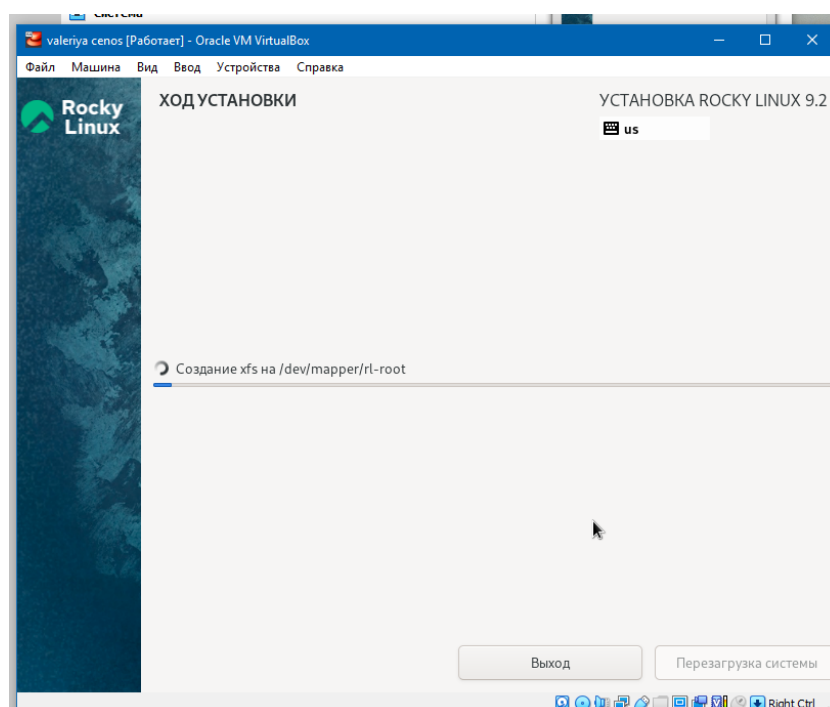 Система
valeriya cenos [Работает] - Oracle VM VirtualBox
Файл Машина Вид Ввод Устройства Справка
Rocky
Linux
ХОД УСТАНОВКИ
УСТАНОВКА ROCKY LINUX 9.2
us
Создание xfs на /dev/mapper/rl-root
Выход
Перезагрузка системы
Right Ctrl